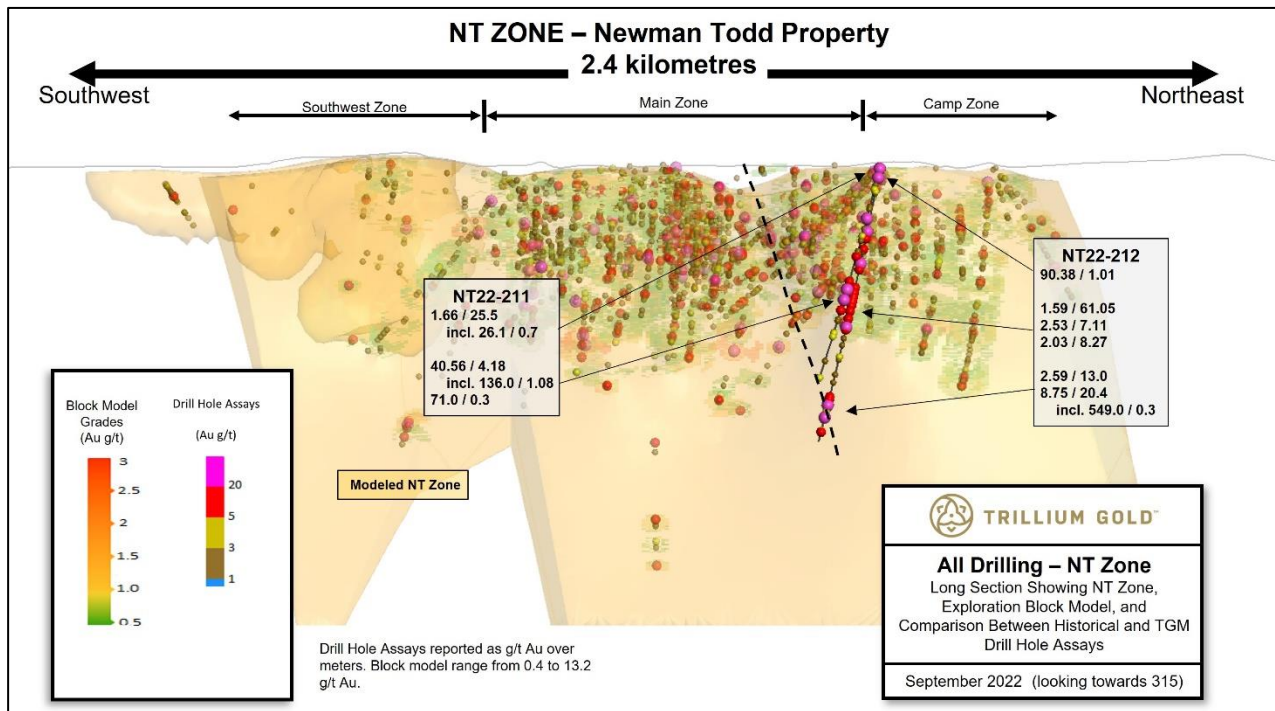 NT ZONE – Newman Todd Property
2.4 kilometres
Southwest
Northeast
Southwest Zone
Main Zone
Camp Zone
NT22-211
1.66 / 25.5
incl. 26.1 / 0.7
40.56 / 4.18
incl. 136.0 / 1.08
71.0 / 0.3
NT22-212
90.38 / 1.01
1.59 / 61.05
2.53 / 7.11
2.03 / 8.27
2.59 / 13.0
8.75 / 20.4
incl. 549.0 / 0.3
Block Model
Grades
(Au g/t)
3
2.5
2
1.5
1.0
0.5
Drill Hole Assays
(Au g/t)
20
5
3
1
Modeled NT Zone
Drill Hole Assays reported as g/t Au over
meters. Block model range from 0.4 to 13.2
g/t Au.
TRILLIUM GOLD™
All Drilling – NT Zone
Long Section Showing NT Zone,
Exploration Block Model, and
Comparison Between Historical and TGM
Drill Hole Assays
September 2022 (looking towards 315)